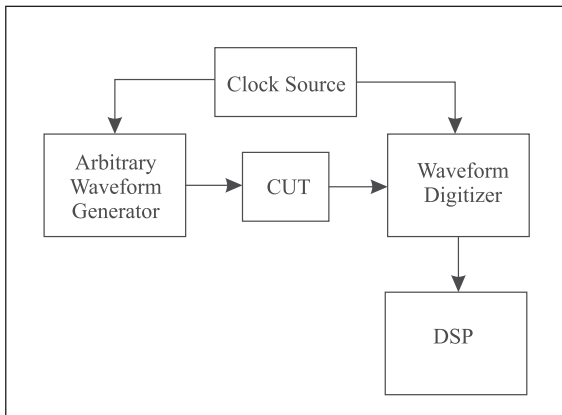 Clock Source
Arbitrary
Waveform
Generator
CUT
Waveform
Digitizer
DSP